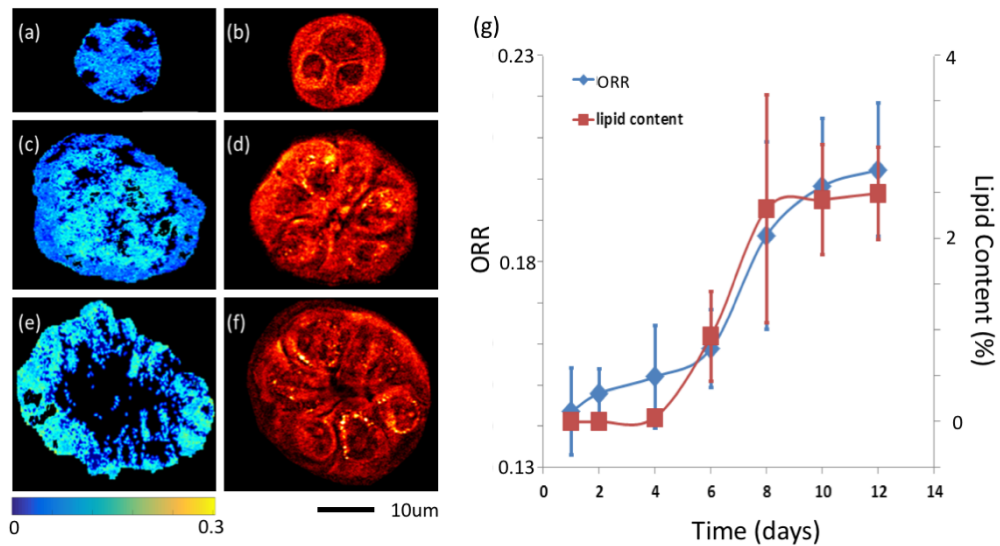 (a)
(b)
(c)
(d)
(e)
(f)
0
0.3
10um
(g)
0.23
0.18
0.13
ORR
ORR
lipid content
4
2
0
Lipid Content (%)
0 2 4 6 8 10 12 14
Time (days)